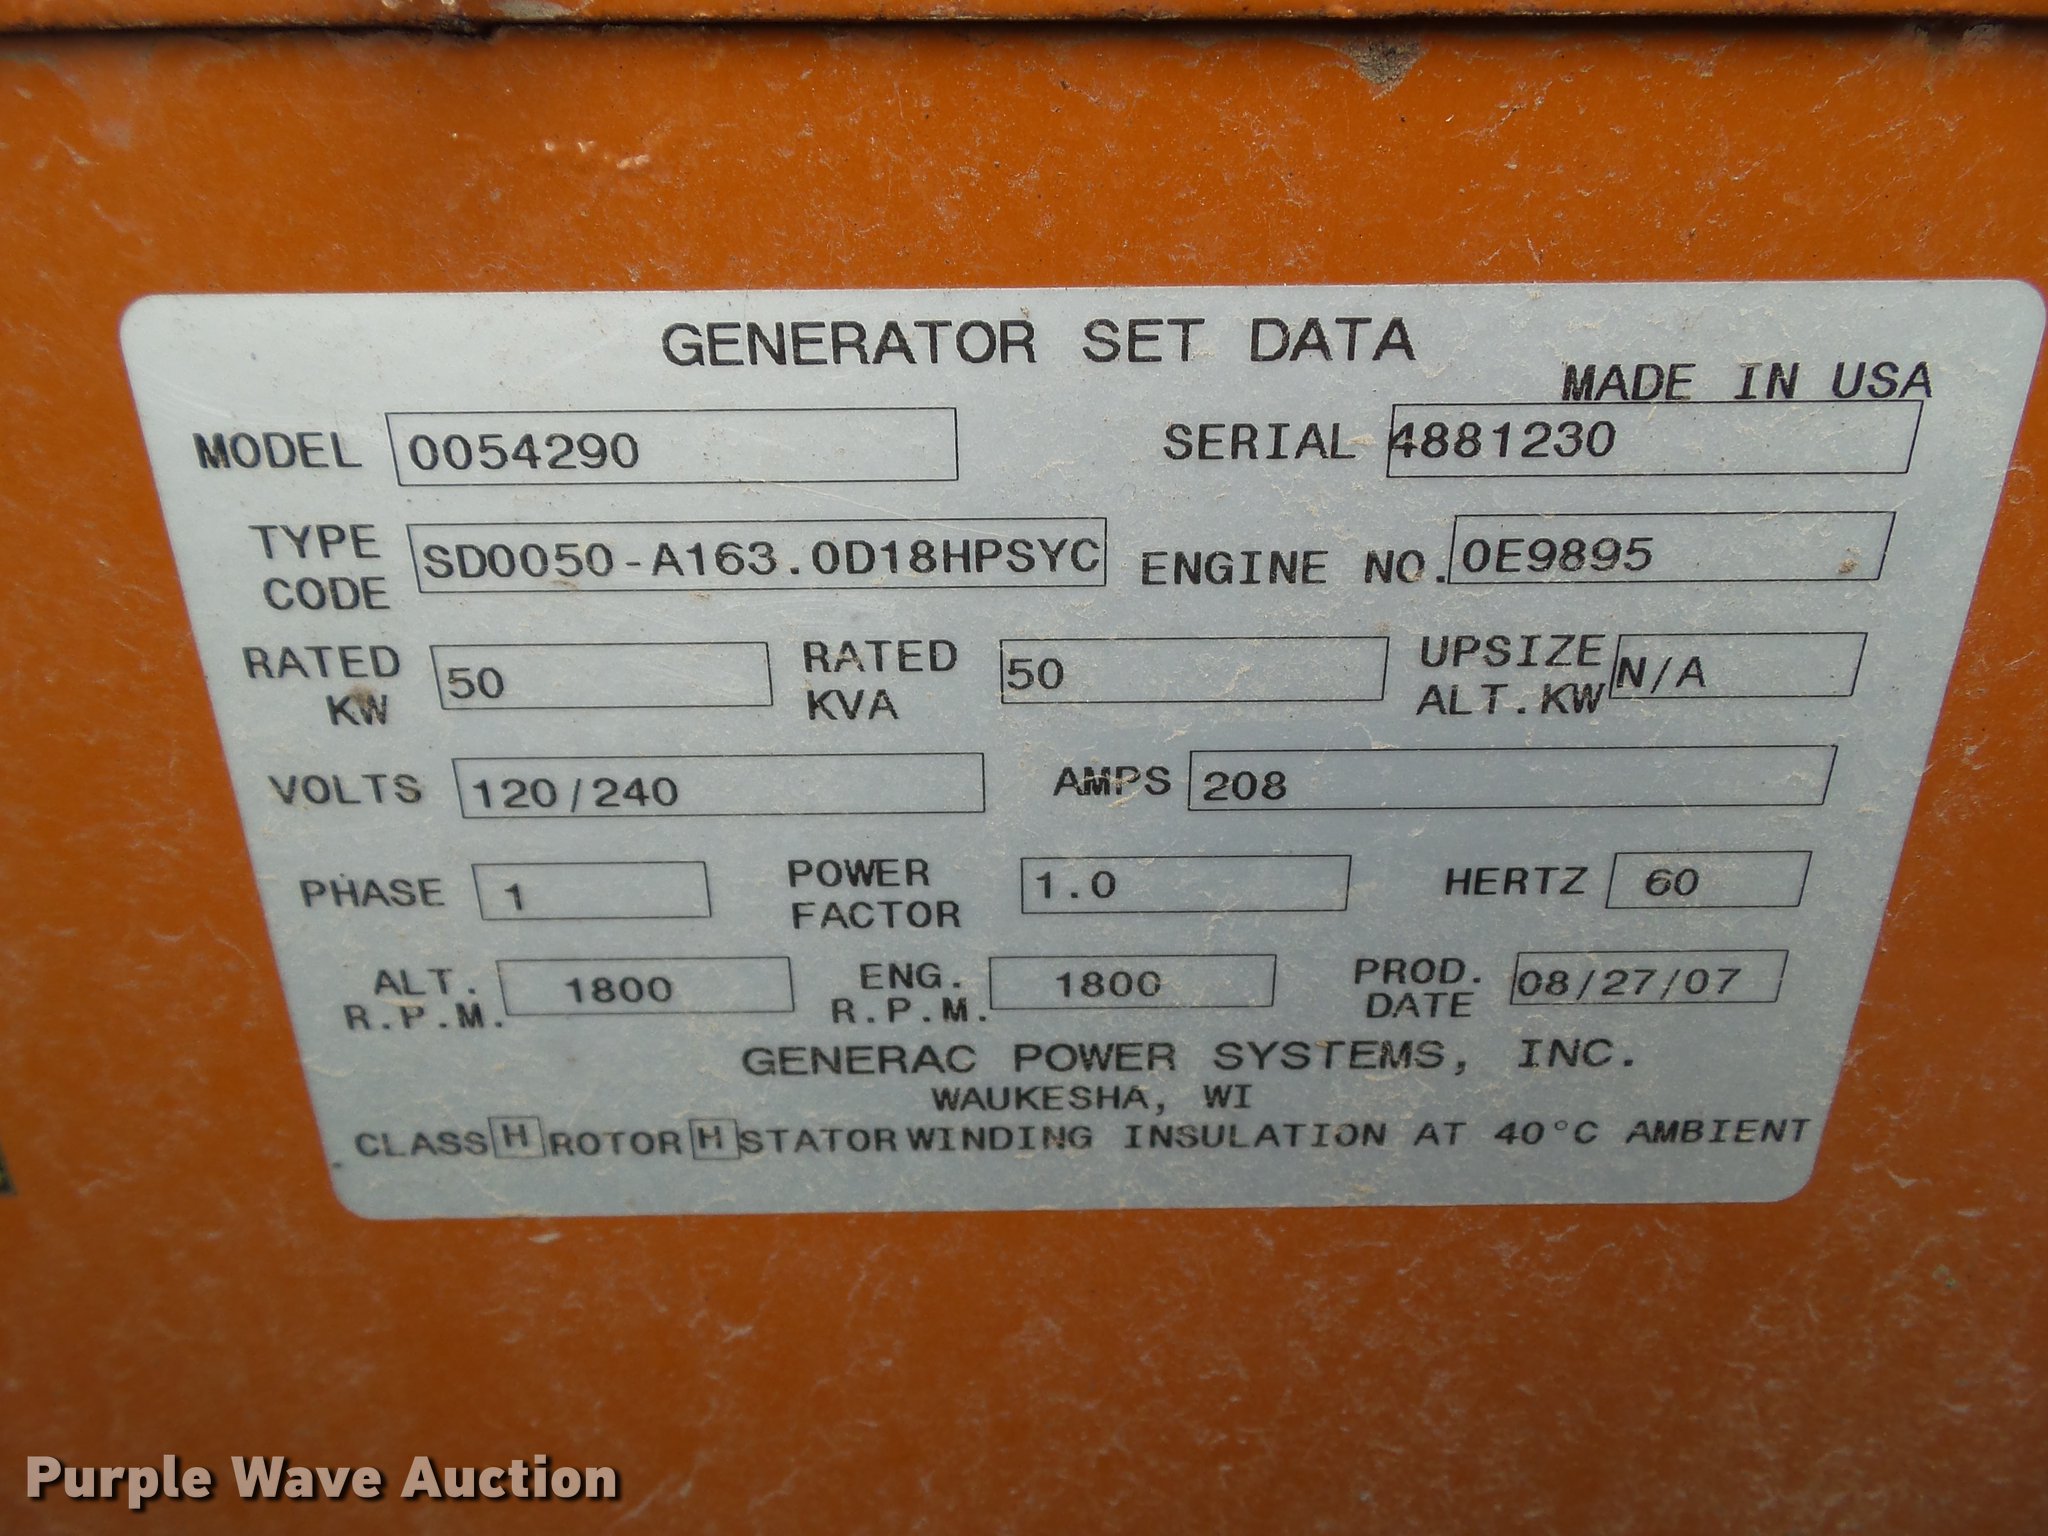 GENERATOR SET DATA
MADE IN USA
MODEL 0054290 SERIAL 4881230
TYPE CODE SD0050-A163.0D18HPSYC ENGINE NO. 0E9895
RATED KW 50 RATED KVA 50 UPSIZE ALT.KW N/A
VOLTS 120/240 AMPS 208
PHASE 1 POWER FACTOR 1.0 HERTZ 60
ALT. R.P.M. 1800 ENG. R.P.M. 1800 PROD. DATE 08/27/07
GENERAC POWER SYSTEMS, INC.
WAUKESHA, WI
CLASS H ROTOR H STATOR WINDING INSULATION AT 40°C AMBIENT
Purple Wave Auction